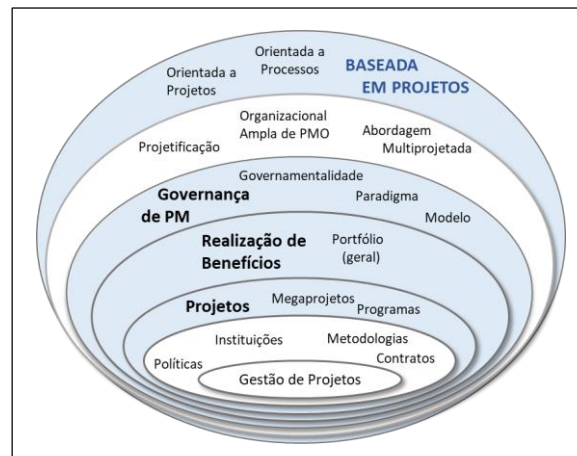 Orientada a
Projetos
Orientada a
Processos
BASEADA
EM PROJETOS
Projetificação
Organizacional
Ampla de PMO
Abordagem
Multiprojetada
Governamentalidade
Governança
de PM
Paradigma
Modelo
Realização de
Benefícios
Portfólio
(geral)
Projetos
Megaprojetos
Programas
Instituições
Metodologias
Políticas
Contratos
Gestão de Projetos